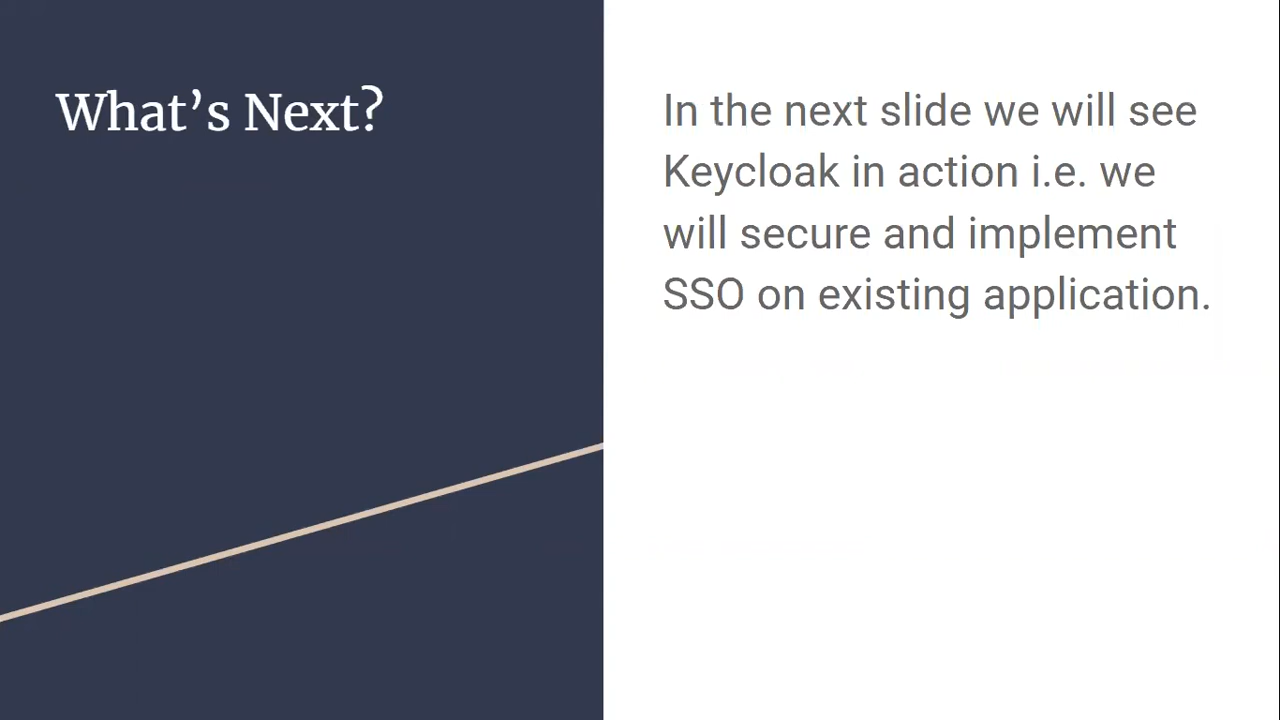 What’s Next?
In the next slide we will see
Keycloak in action i.e. we
will secure and implement
SSO on existing application.